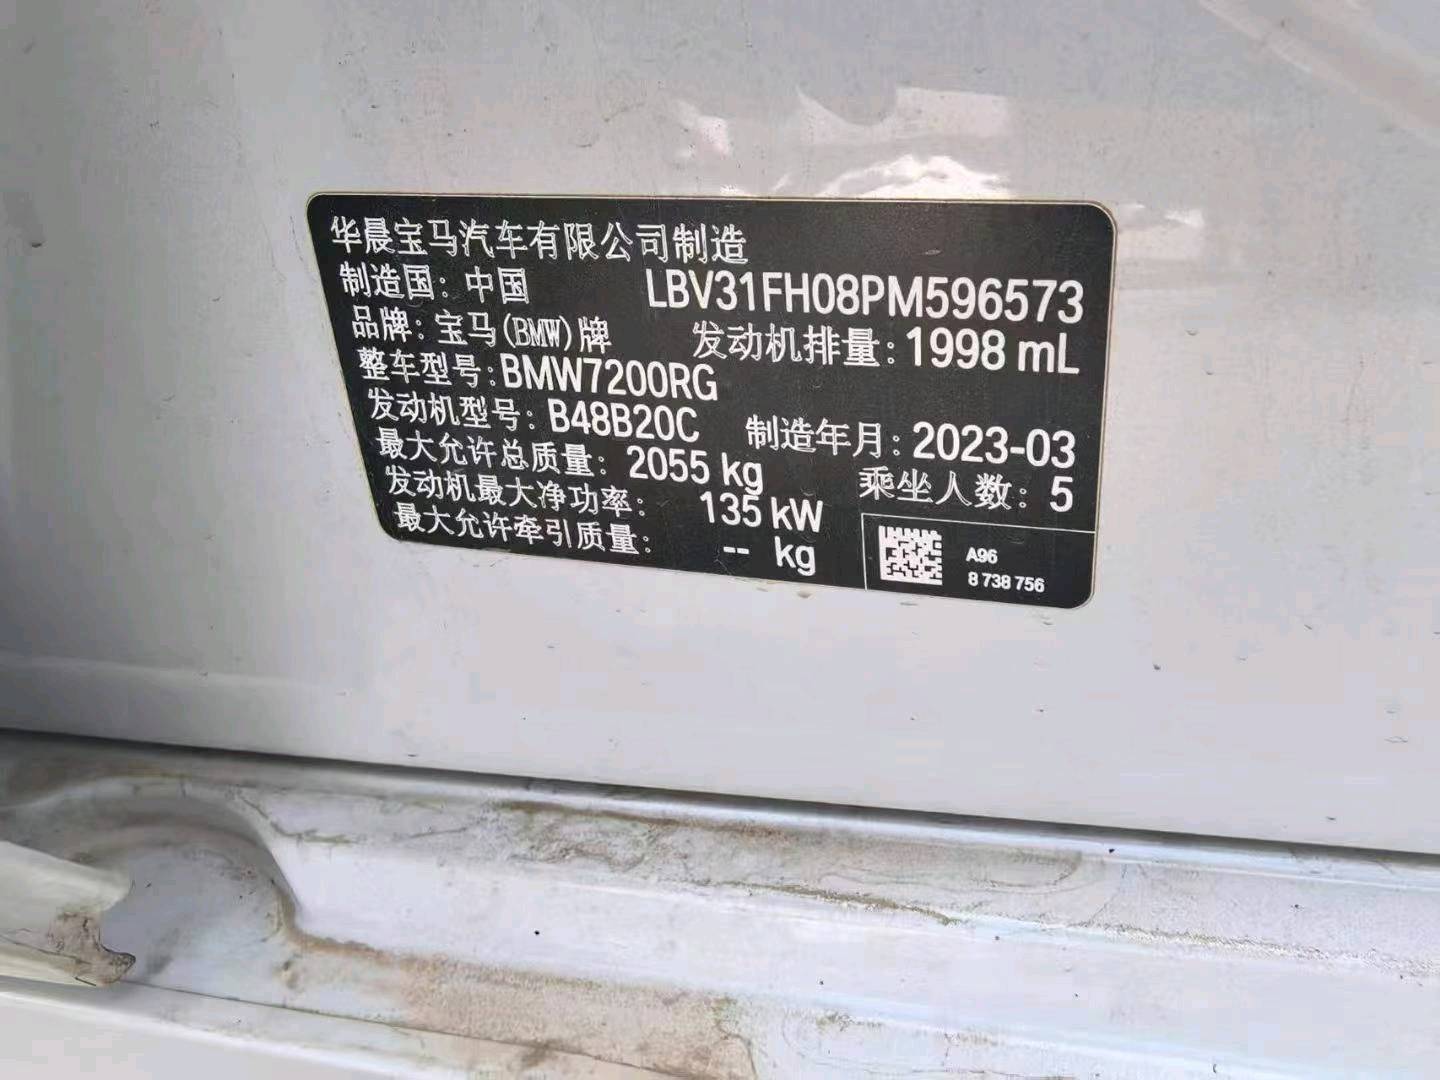 华晨宝马汽车有限公司制造
制造国：中国 LBV31FH08PM596573
品牌：宝马(BMW)牌 发动机排量：1998 mL
整车型号：BMW7200RG
发动机型号：B48B20C 制造年月：2023-03
最大允许总质量：2055 kg 乘坐人数：5
发动机最大净功率：135 kW
最大允许牵引质量：-- kg
A96
8 738 756